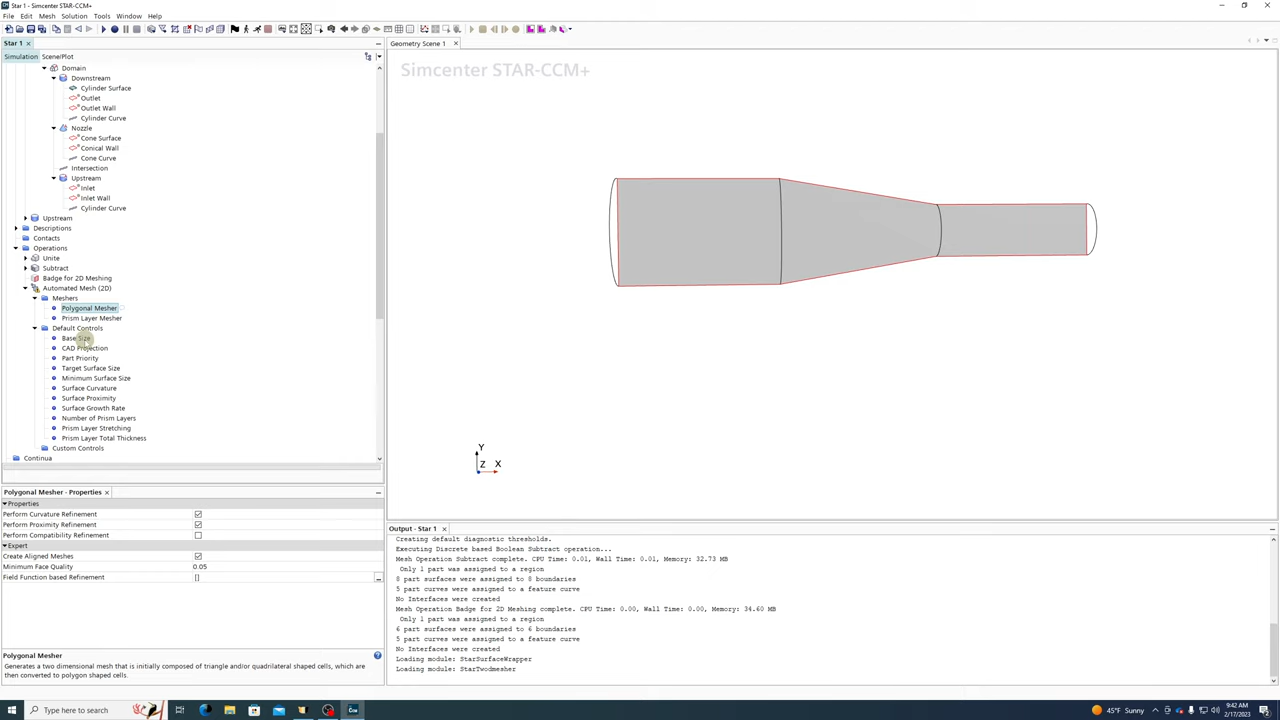 Star 1 - Simcenter STAR-CCM+
File Edit Mesh Solution Tools Window Help
Star 1
Simulation Scene/Plot
Domain
Downstream
Cylinder Surface
Outlet
Outlet Wall
Cylinder Curve
Nozzle
Cone Surface
Conical Wall
Cone Curve
Intersection
Upstream
Inlet
Inlet Wall
Cylinder Curve
Upstream
Descriptions
Contacts
Operations
Unite
Subtract
Badge for 2D Meshing
Automated Mesh (2D)
Meshers
Polygonal Mesher
Prism Layer Mesher
Default Controls
Base Size
CAD Projection
Part Priority
Target Surface Size
Minimum Surface Size
Surface Curvature
Surface Proximity
Surface Growth Rate
Number of Prism Layers
Prism Layer Stretching
Prism Layer Total Thickness
Custom Controls
Continua
Polygonal Mesher - Properties
Properties
Perform Curvature Refinement
Perform Proximity Refinement
Perform Compatibility Refinement
Expert
Create Aligned Meshes
Minimum Face Quality 0.05
Field Function based Refinement []
Polygonal Mesher
Generates a two dimensional mesh that is initially composed of triangle and/or quadrilateral shaped cells, which are
then converted to polygon shaped cells.
Geometry Scene 1
Simcenter STAR-CCM+
Y
Z X
Output - Star 1
Creating default diagnostic thresholds.
Executing Discrete based Boolean Subtract operation...
Mesh Operation Subtract complete. CPU Time: 0.01, Wall Time: 0.01, Memory: 32.73 MB
Only 1 part was assigned to a region
8 part surfaces were assigned to 8 boundaries
5 part curves were assigned to a feature curve
No Interfaces were created
Mesh Operation Badge for 2D Meshing complete. CPU Time: 0.00, Wall Time: 0.00, Memory: 34.60 MB
Only 1 part was assigned to a region
6 part surfaces were assigned to 6 boundaries
5 part curves were assigned to a feature curve
No Interfaces were created
Loading module: StarSurfaceWrapper
Loading module: StarTwodmesher
Type here to search
45°F Sunny
9:42 AM
2/17/2023